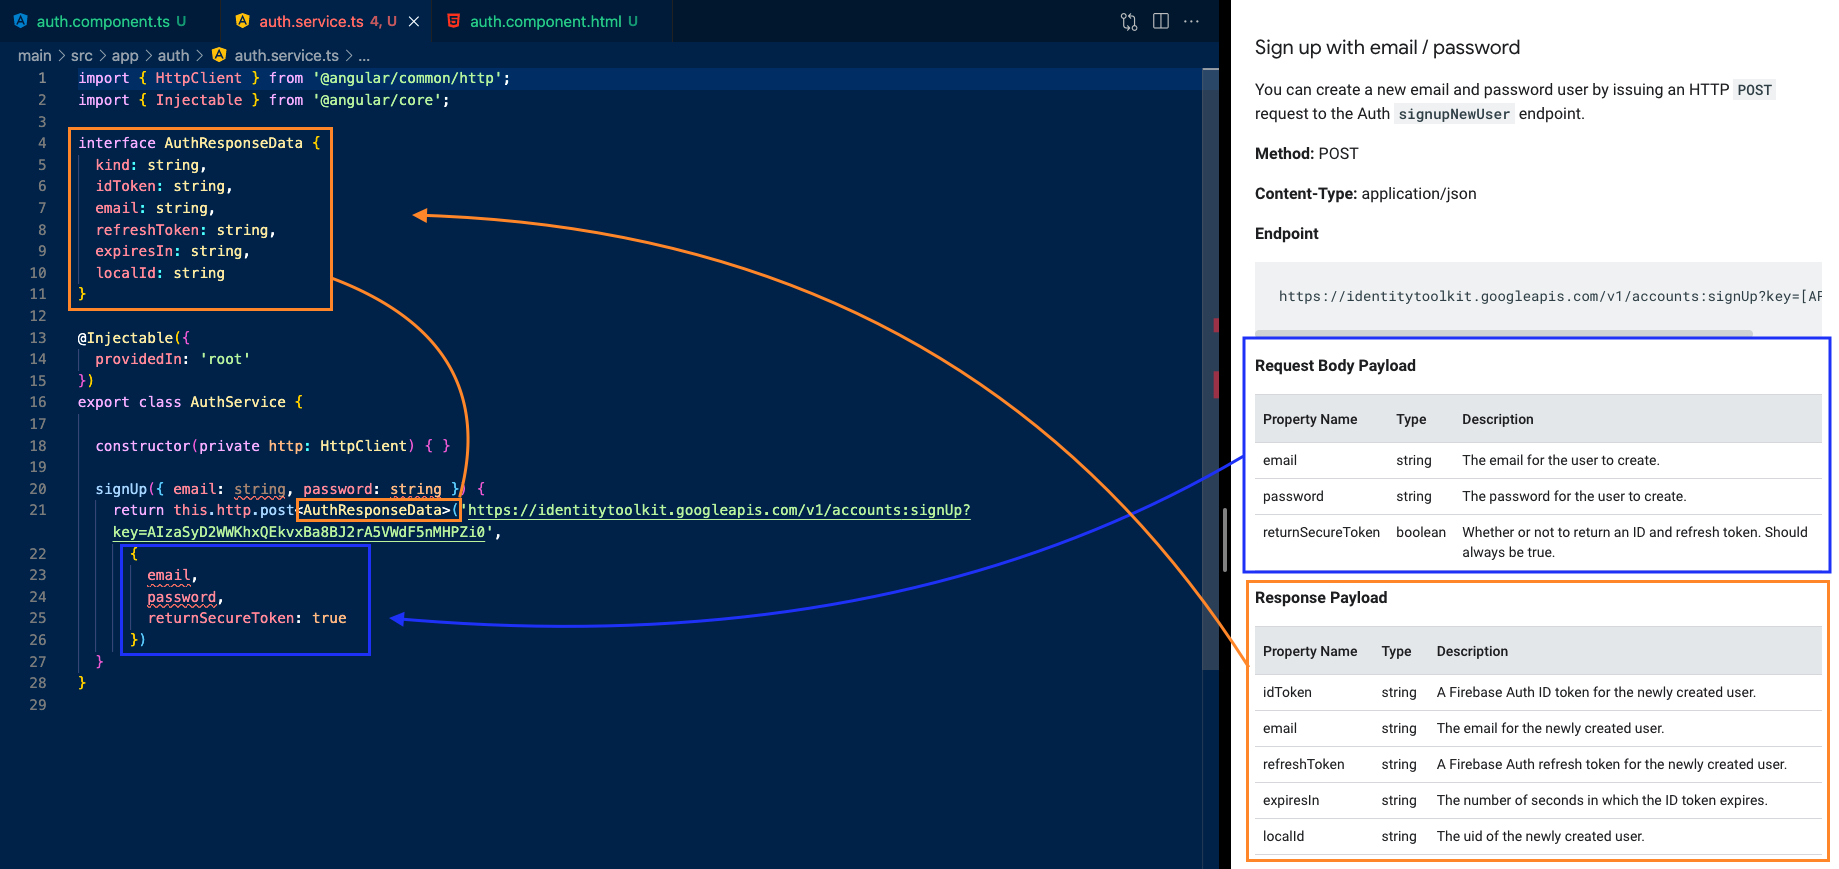 auth.component.ts U
auth.service.ts 4, U
auth.component.html U
main > src > app > auth > auth.service.ts > ...
1 import { HttpClient } from '@angular/common/http';
2 import { Injectable } from '@angular/core';
3
4 interface AuthResponseData {
5 kind: string,
6 idToken: string,
7 email: string,
8 refreshToken: string,
9 expiresIn: string,
10 localId: string
11 }
12
13 @Injectable({
14 providedIn: 'root'
15 })
16 export class AuthService {
17
18 constructor(private http: HttpClient) { }
19
20 signUp({ email: string, password: string }) {
21 return this.http.post<AuthResponseData>('https://identitytoolkit.googleapis.com/v1/accounts:signUp?
key=AIzaSyD2WWKhxQEkvxBa8BJ2rA5VWdF5nMHPZi0',
22 {
23 email,
24 password,
25 returnSecureToken: true
26 })
27 }
28 }
29
Sign up with email / password
You can create a new email and password user by issuing an HTTP POST
request to the Auth signupNewUser endpoint.
Method: POST
Content-Type: application/json
Endpoint
https://identitytoolkit.googleapis.com/v1/accounts:signUp?key=[AP
Request Body Payload
Property Name Type Description
email string The email for the user to create.
password string The password for the user to create.
returnSecureToken boolean Whether or not to return an ID and refresh token. Should
always be true.
Response Payload
Property Name Type Description
idToken string A Firebase Auth ID token for the newly created user.
email string The email for the newly created user.
refreshToken string A Firebase Auth refresh token for the newly created user.
expiresIn string The number of seconds in which the ID token expires.
localId string The uid of the newly created user.